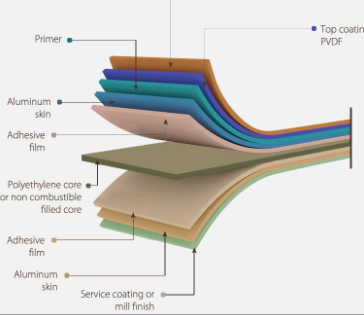 Top coatin
PVDF
Primer
Aluminum
skin
Adhesive
film
Polyethylene core
or non combustible
filled core
Adhesive
film
Aluminum
skin
Service coating or
mill finish